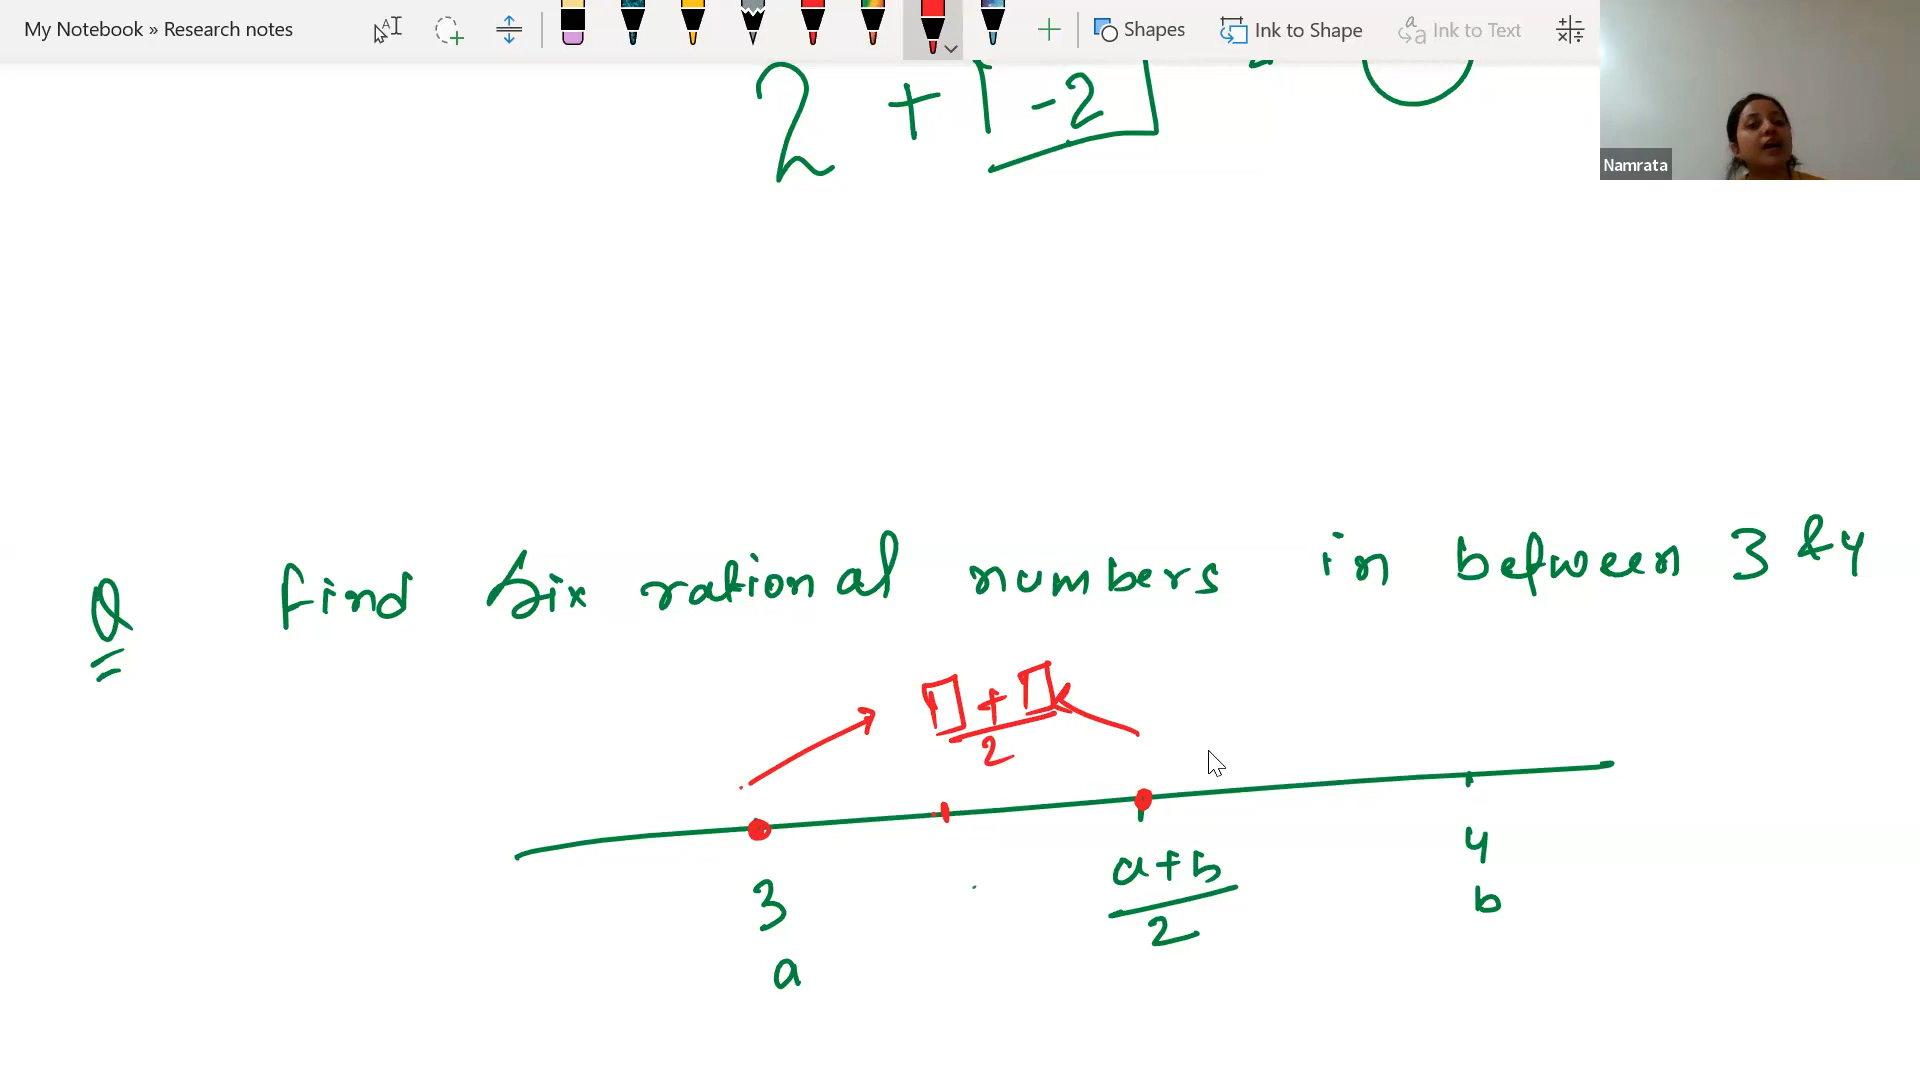 My Notebook » Research notes
Shapes
Ink to Shape
Ink to Text
Namrata
2 + -2
Q find six rational numbers in between 3 & 4
+
2
3
a
a+b
2
4
b